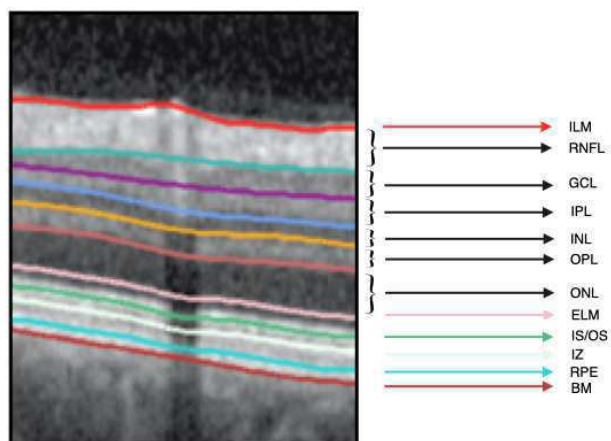 ILM
RNFL
GCL
IPL
INL
OPL
ONL
ELM
IS/OS
IZ
RPE
BM